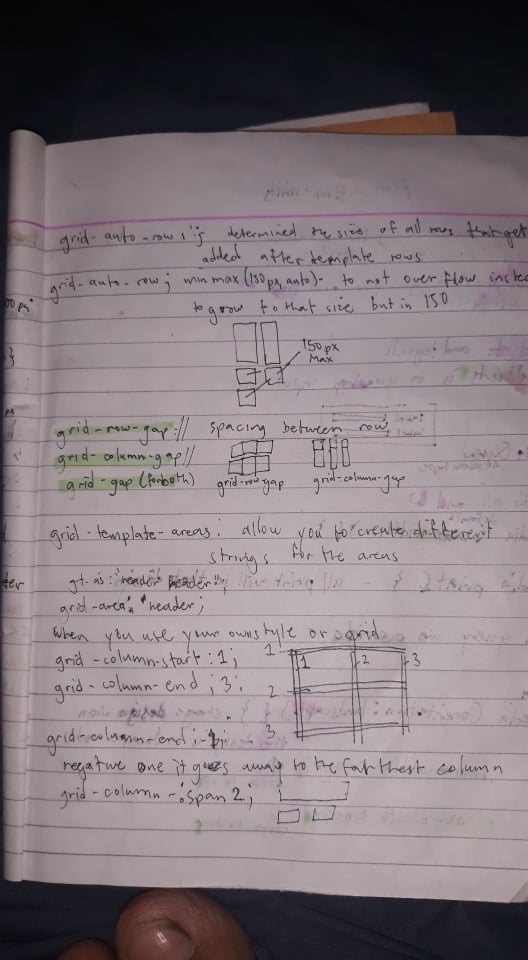 grid-auto-row : determined the size of all rows that get
added after template rows
grid-auto-row ; min max (150px, auto) - to not over flow
to grow to that size but in 150
150 px
Max
grid-row-gap : // spacing between row
grid-column-gap //
grid-gap (for both)
grid-row gap
grid-column-gap
grid-template-areas : allow you to create different
strings for the areas
gt. as : "header header";
grid-area : "header;
When you use your own style or grid
grid-column-start : 1;
grid-column-end ; 3;
1
2
3
1
2
3
grid-column-end : -1;
negative one it goes away to the farthest column
grid-column - : span 2;